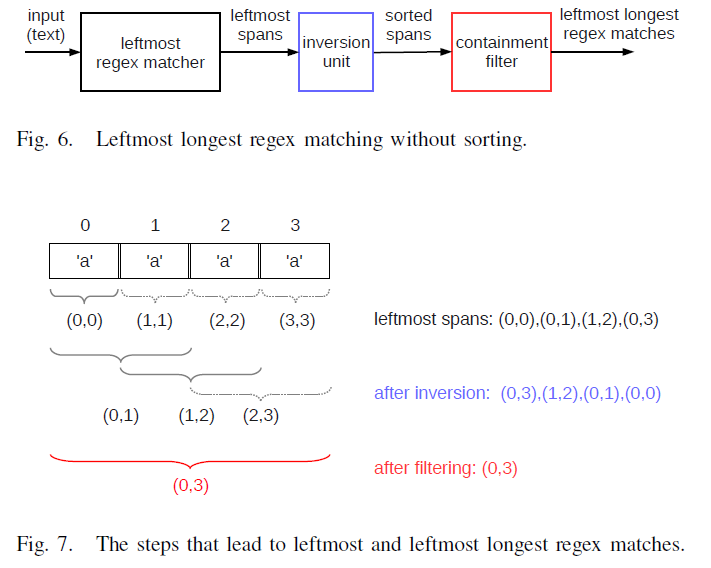 input (text)
leftmost regex matcher
leftmost spans
inversion unit
sorted spans
containment filter
leftmost longest regex matches
Fig. 6. Leftmost longest regex matching without sorting.
0 1 2 3
'a' 'a' 'a' 'a'
(0,0) (1,1) (2,2) (3,3)
leftmost spans: (0,0),(0,1),(1,2),(0,3)
after inversion: (0,3),(1,2),(0,1),(0,0)
(0,1) (1,2) (2,3)
after filtering: (0,3)
(0,3)
Fig. 7. The steps that lead to leftmost and leftmost longest regex matches.